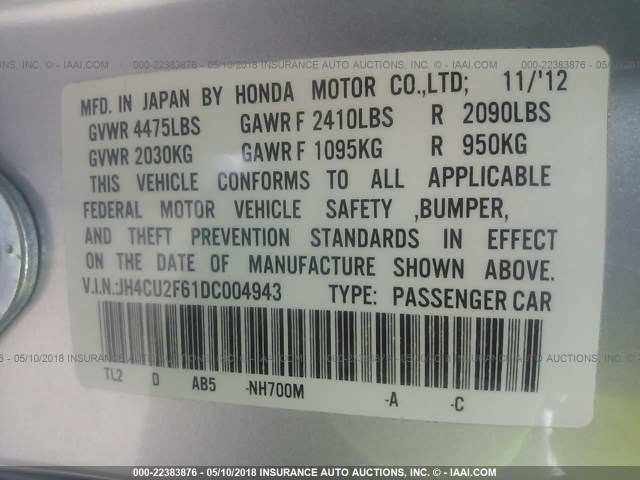 000-22383876 - 05/10/2018 INSURANCE AUTO AUCTIONS, INC. - © - IAAI.COM
MFD. IN JAPAN BY HONDA MOTOR CO.,LTD; 11/'12
GVWR 4475LBS GAWR F 2410LBS R 2090LBS
GVWR 2030KG GAWR F 1095KG R 950KG
THIS VEHICLE CONFORMS TO ALL APPLICABLE
FEDERAL MOTOR VEHICLE SAFETY ,BUMPER,
AND THEFT PREVENTION STANDARDS IN EFFECT
ON THE DATE OF MANUFACTURE SHOWN ABOVE.
V.I.N.:JH4CU2F61DC004943 TYPE: PASSENGER CAR
TL2 D AB5 -NH700M -A -C
000-22383876 - 05/10/2018 INSURANCE AUTO AUCTIONS, INC. - © - IAAI.COM